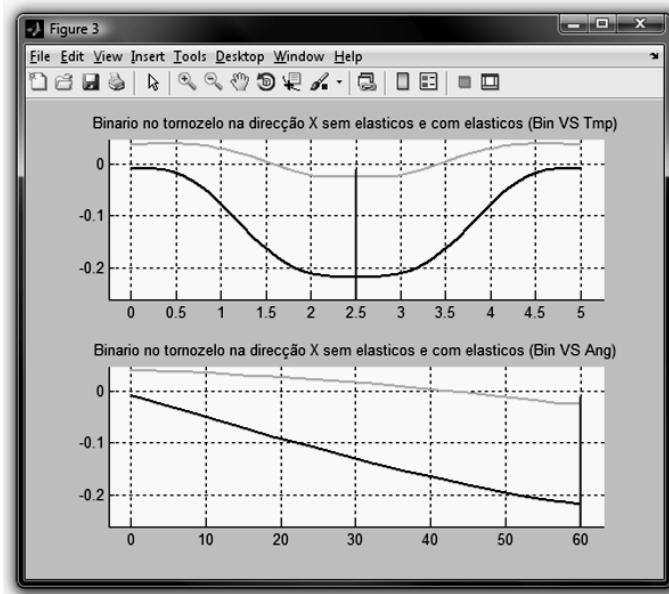 Figure 3
File Edit View Insert Tools Desktop Window Help
Binario no tornozelo na direcção X sem elasticos e com elasticos (Bin VS Tmp)
0
-0.1
-0.2
0 0.5 1 1.5 2 2.5 3 3.5 4 4.5 5
Binario no tornozelo na direcção X sem elasticos e com elasticos (Bin VS Ang)
0
-0.1
-0.2
0 10 20 30 40 50 60